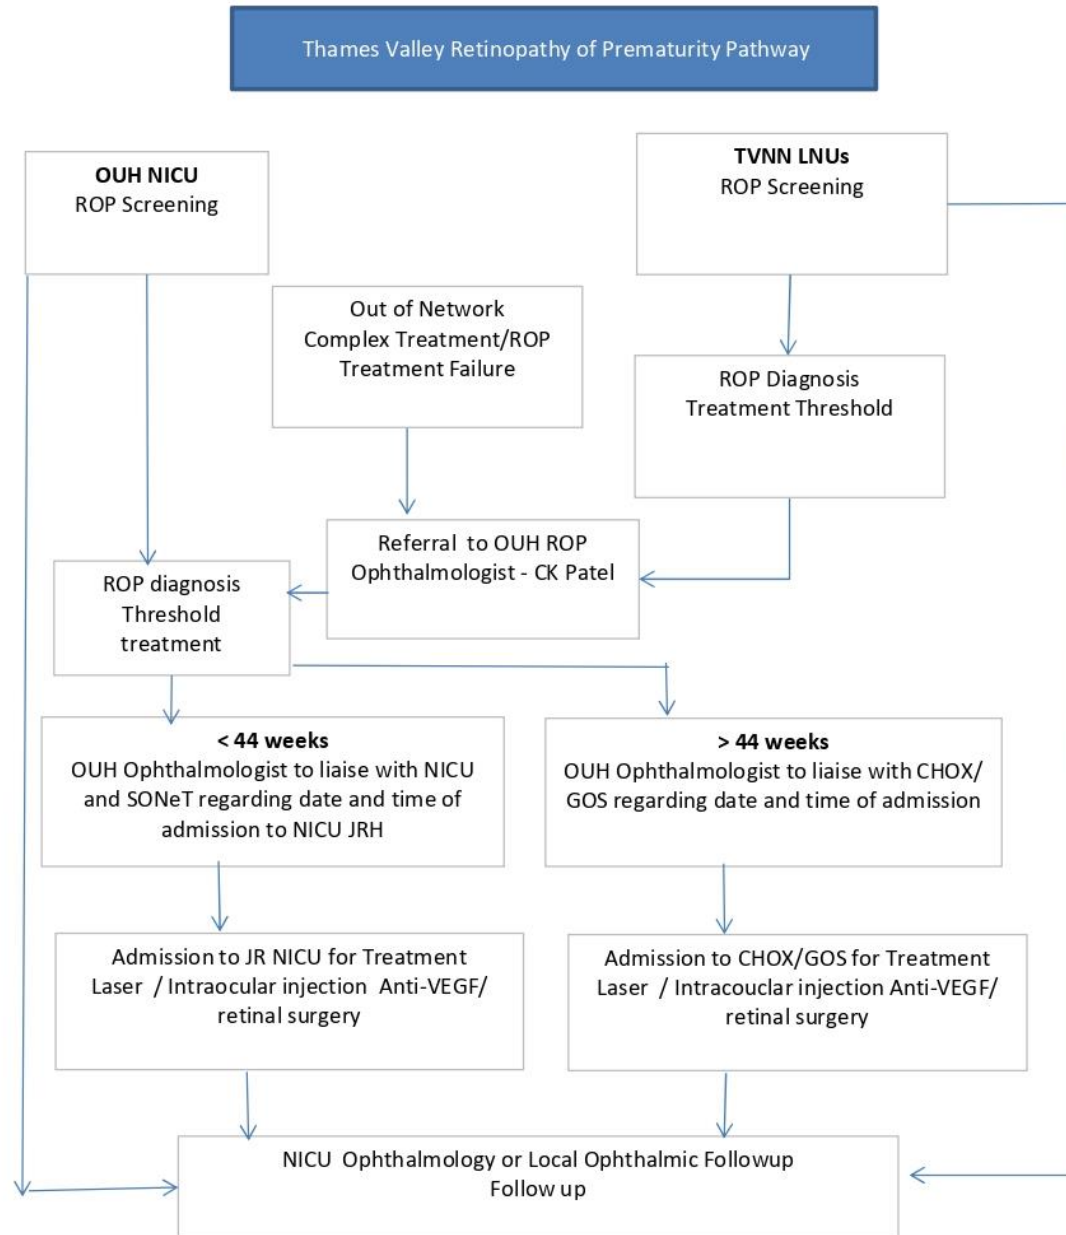 Thames Valley Retinopathy of Prematurity Pathway
OUH NICU
ROP Screening
TVNN LNUs
ROP Screening
Out of Network
Complex Treatment/ROP
Treatment Failure
ROP Diagnosis
Treatment Threshold
Referral to OUH ROP
Ophthalmologist - CK Patel
ROP diagnosis
Threshold
treatment
< 44 weeks
OUH Ophthalmologist to liaise with NICU
and SONeT regarding date and time of
admission to NICU JRH
> 44 weeks
OUH Ophthalmologist to liaise with CHOX/
GOS regarding date and time of admission
Admission to JR NICU for Treatment
Laser / Intraocular injection Anti-VEGF/
retinal surgery
Admission to CHOX/GOS for Treatment
Laser / Intracouclar injection Anti-VEGF/
retinal surgery
NICU Ophthalmology or Local Ophthalmic Followup
Follow up